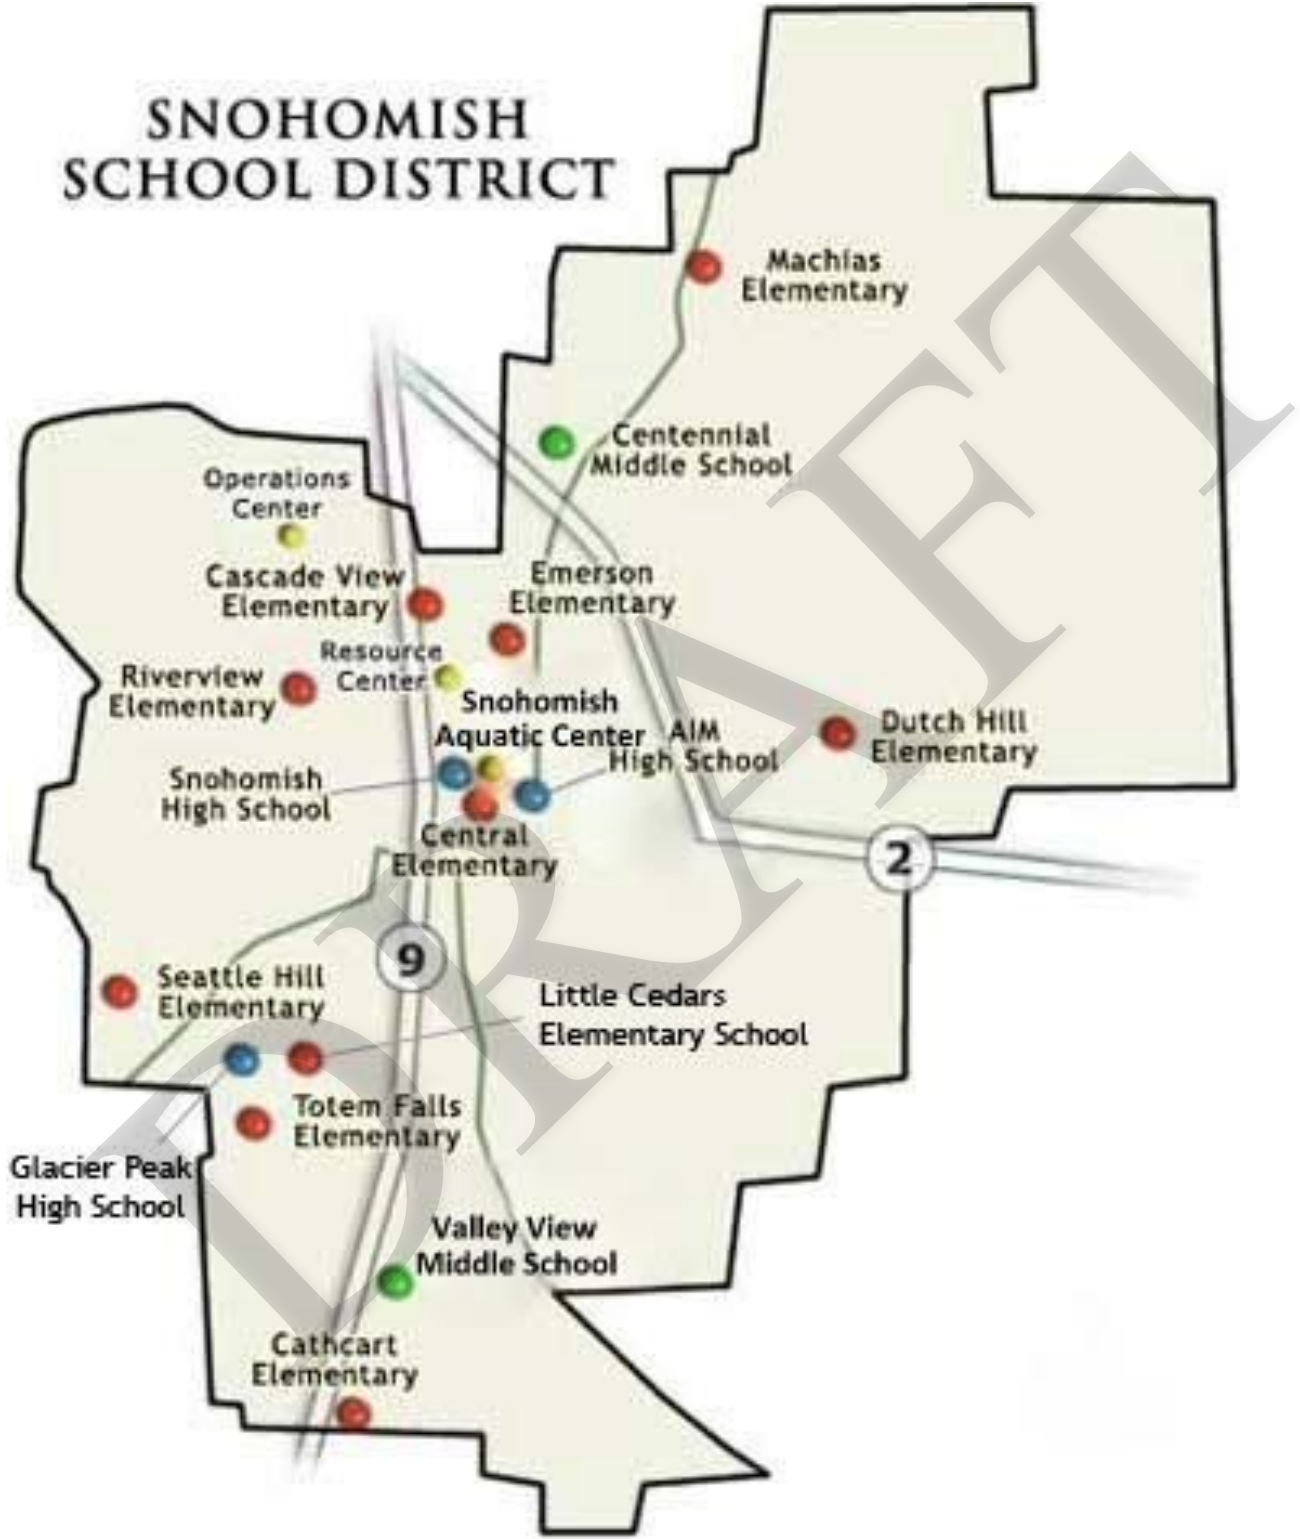 SNOHOMISH
SCHOOL DISTRICT
Machias
Elementary
Centennial
Middle School
Operations
Center
Cascade View
Elementary
Emerson
Elementary
Resource
Center
Riverview
Elementary
Snohomish
Aquatic Center
AIM
High School
Dutch Hill
Elementary
Snohomish
High School
Central
Elementary
2
9
Seattle Hill
Elementary
Little Cedars
Elementary School
Totem Falls
Elementary
Glacier Peak
High School
Valley View
Middle School
Cathcart
Elementary
DRAFT